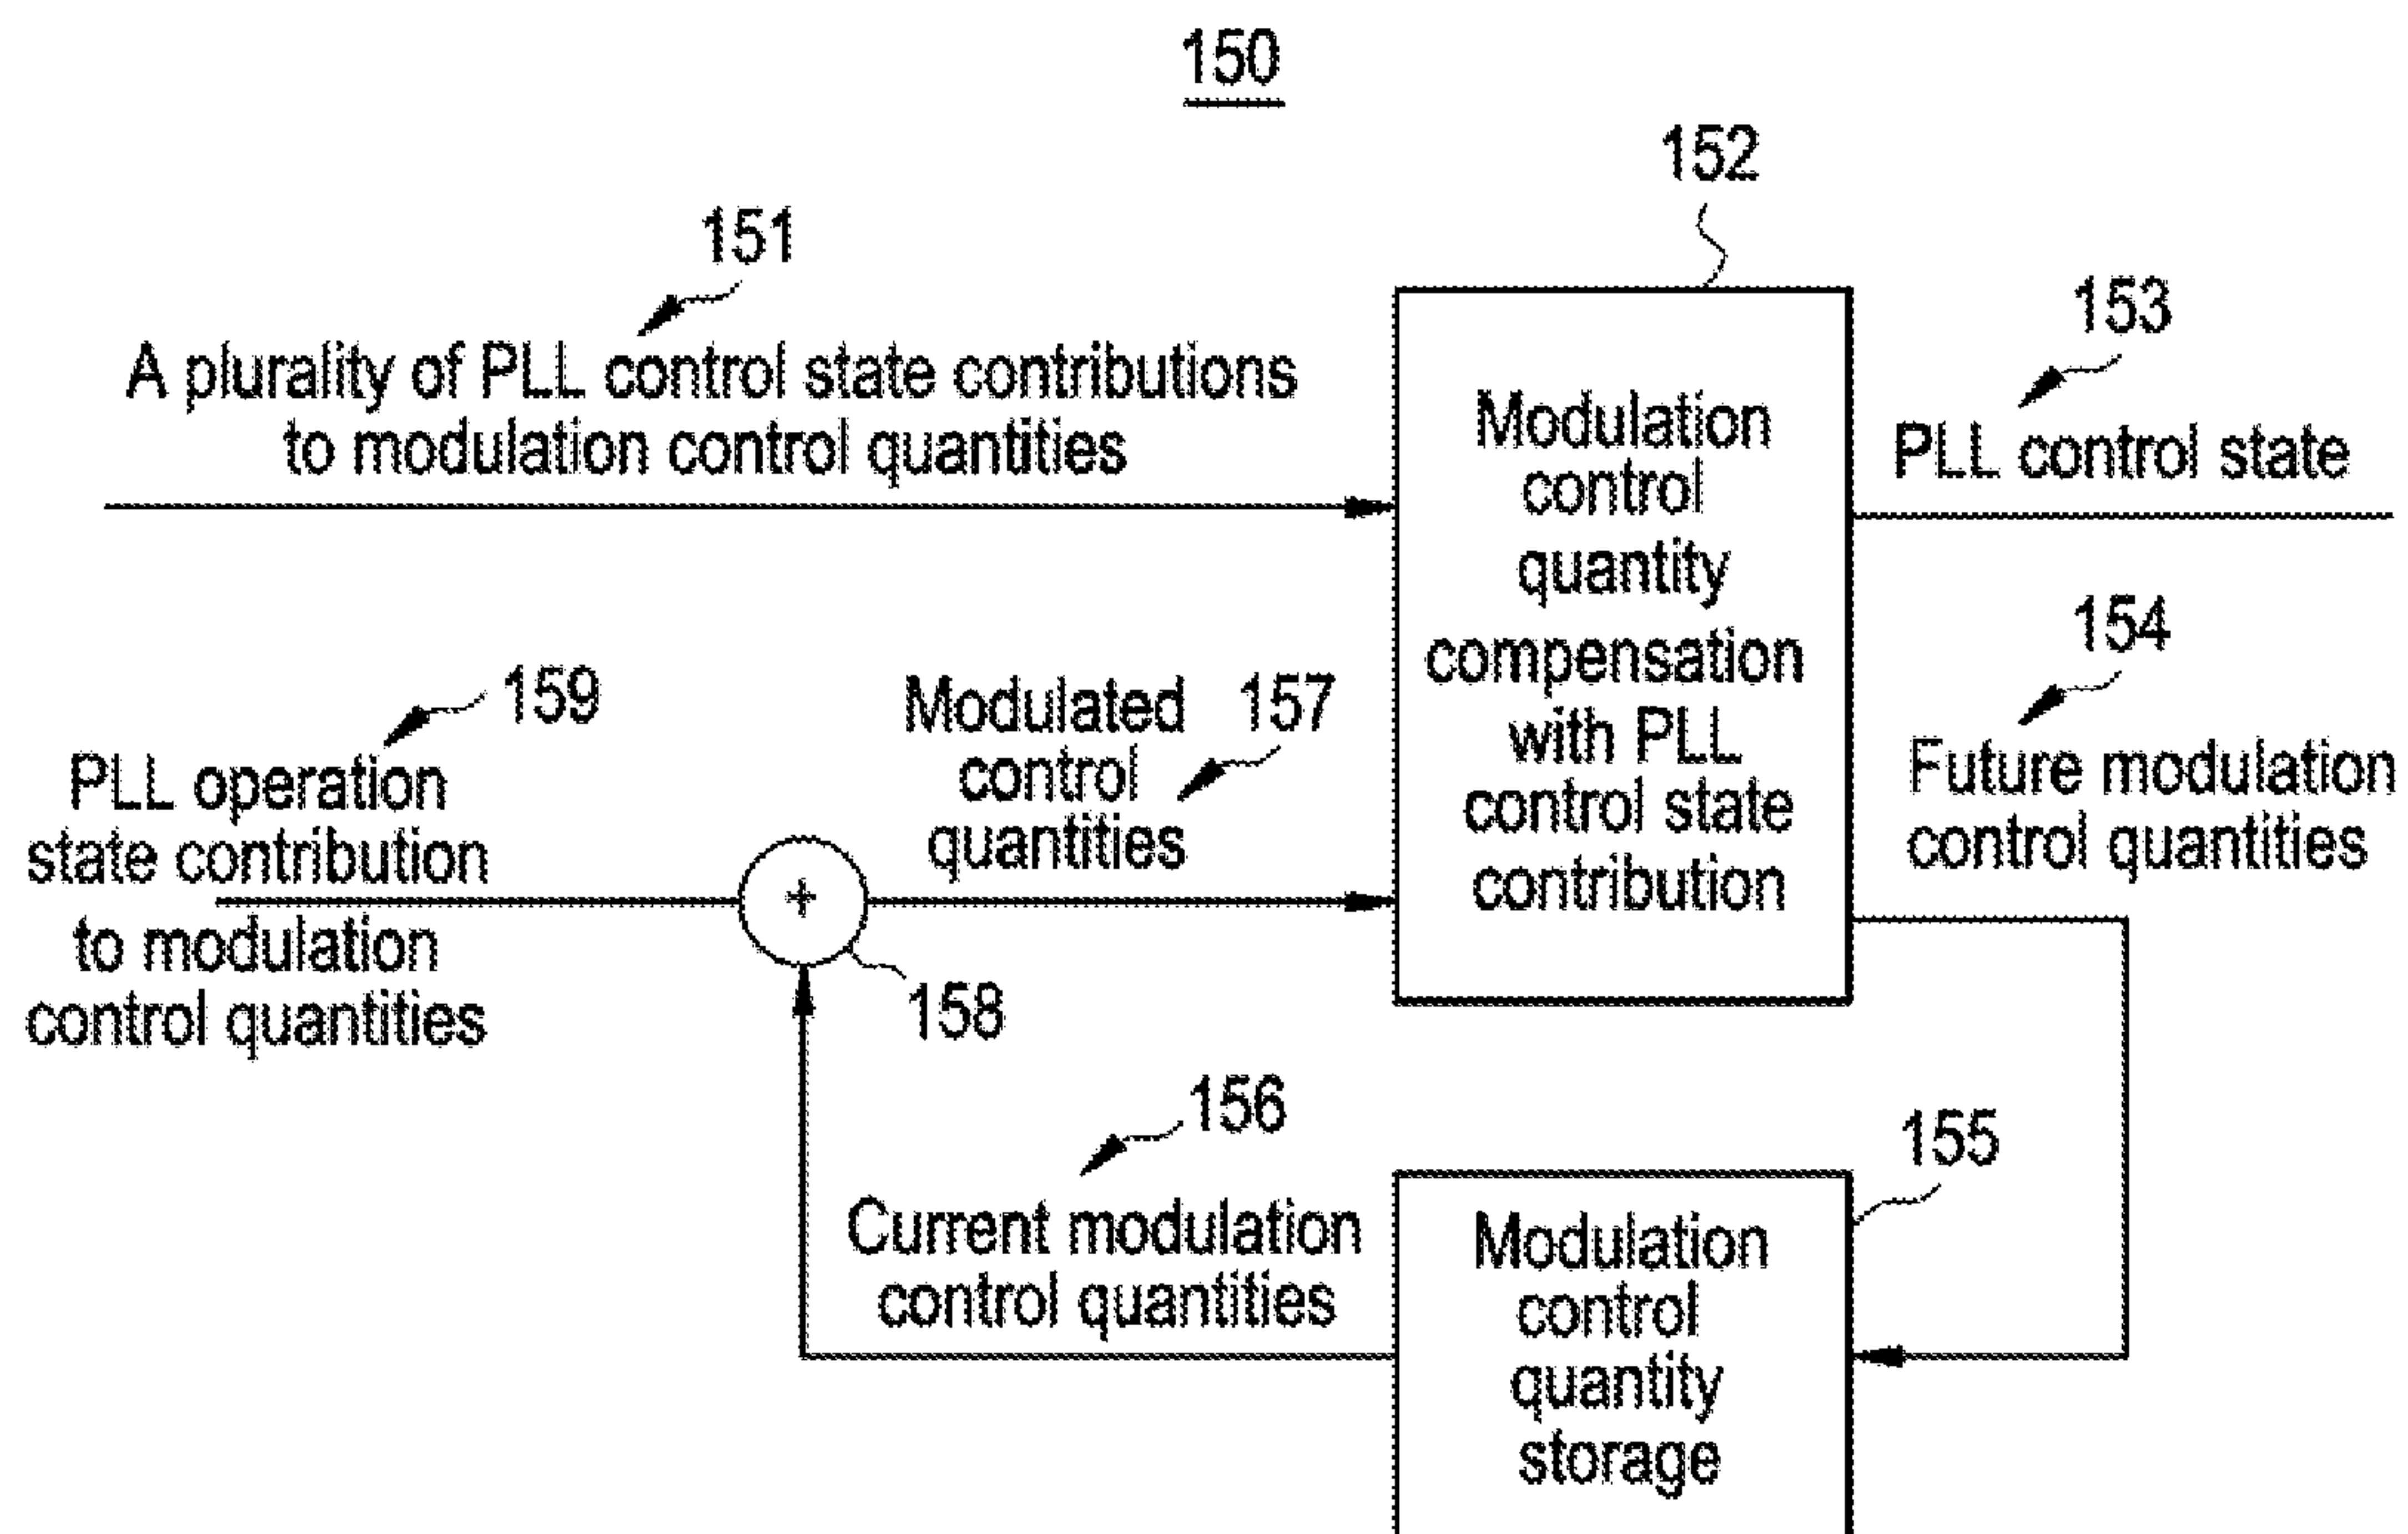 150
152
151
153
A plurality of PLL control state contributions
to modulation control quantities
Modulation
control
quantity
compensation
with PLL
control state
contribution
PLL control state
154
Future modulation
control quantities
159
PLL operation
state contribution
to modulation
control quantities
Modulated
control
quantities
157
+
158
156
Current modulation
control quantities
155
Modulation
control
quantity
storage